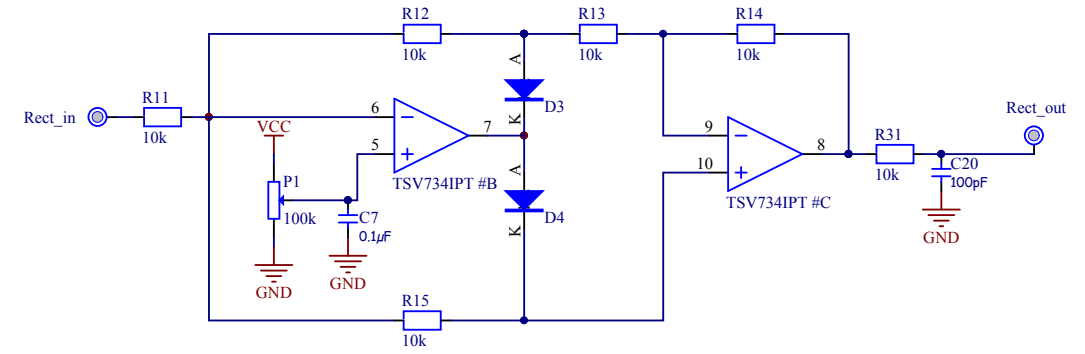 R12
10k
R13
10k
R14
10k
A
K
D3
Rect_in
R11
10k
6
5
7
TSV734IPT #B
VCC
P1
100k
C7
0.1µF
GND
GND
A
K
D4
9
10
8
TSV734IPT #C
R31
10k
Rect_out
C20
100pF
GND
R15
10k